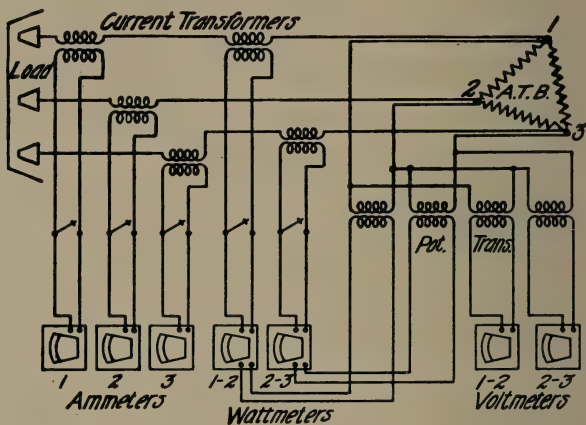 Current Transformers
1
Load
2 A.T.B.
3
Pot. Trans.
1 2 3 1-2 2-3 1-2 2-3
Ammeters Wattmeters Voltmeters